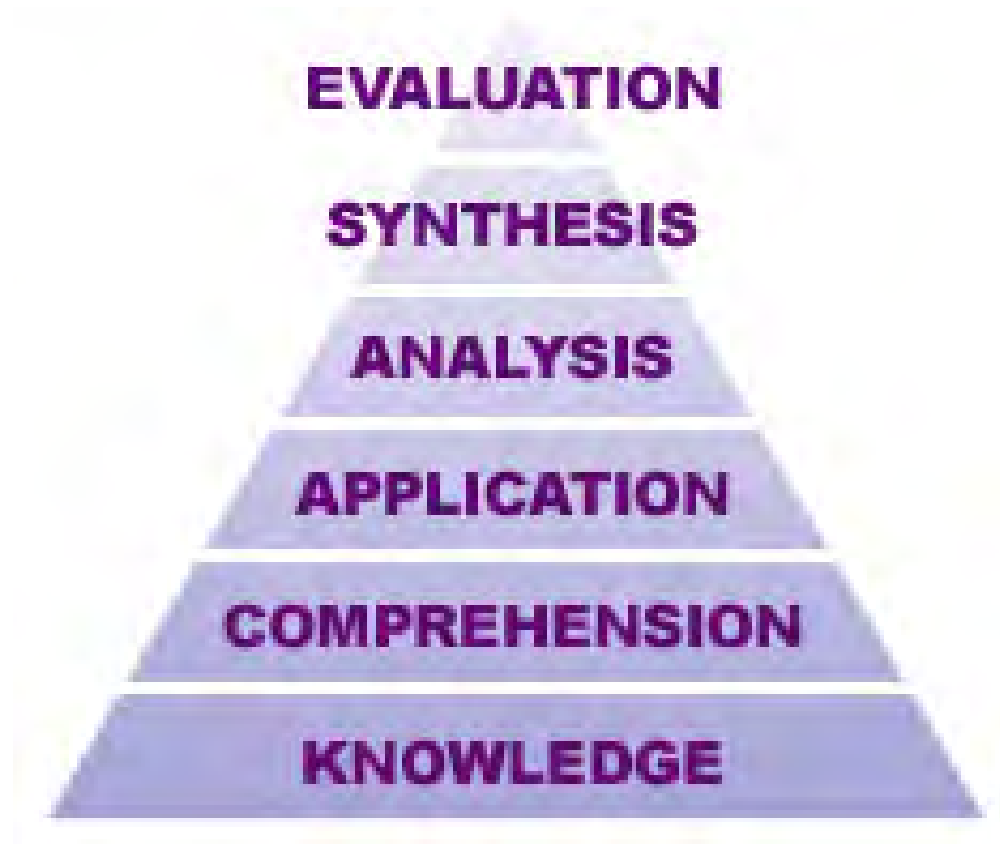 EVALUATION
SYNTHESIS
ANALYSIS
APPLICATION
COMPREHENSION
KNOWLEDGE